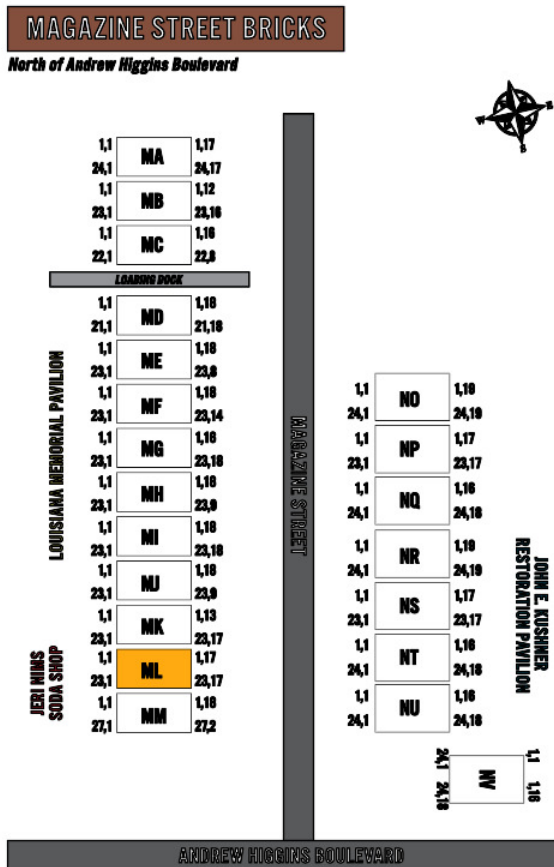 MAGAZINE STREET BRICKS
North of Andrew Higgins Boulevard
W
E
S
1,1 MA 1,17
24,1 24,17
1,1 MB 1,12
23,1 23,16
1,1 MC 1,16
22,1 22,8
LOADING DOCK
1,1 MD 1,18
21,1 21,18
1,1 ME 1,18
23,1 23,8
1,1 MF 1,18
23,1 23,14
1,1 MG 1,16
23,1 23,18
1,1 MH 1,18
23,1 23,9
1,1 MI 1,18
23,1 23,18
1,1 MJ 1,18
23,1 23,9
1,1 MK 1,13
23,1 23,17
1,1 ML 1,17
23,1 23,17
1,1 MM 1,18
27,1 27,2
LOUISIANA MEMORIAL PAVILION
JERI NIMS
SODA SHOP
MAGAZINE STREET
1,1 NO 1,19
24,1 24,19
1,1 NP 1,17
23,1 23,17
1,1 NQ 1,16
24,1 24,18
1,1 NR 1,19
24,1 24,19
1,1 NS 1,17
23,1 23,17
1,1 NT 1,16
24,1 24,18
1,1 NU 1,16
24,1 24,18
JOHN E. KUSHNER
RESTORATION PAVILION
24,1 NV 1,1
24,18 1,16
ANDREW HIGGINS BOULEVARD